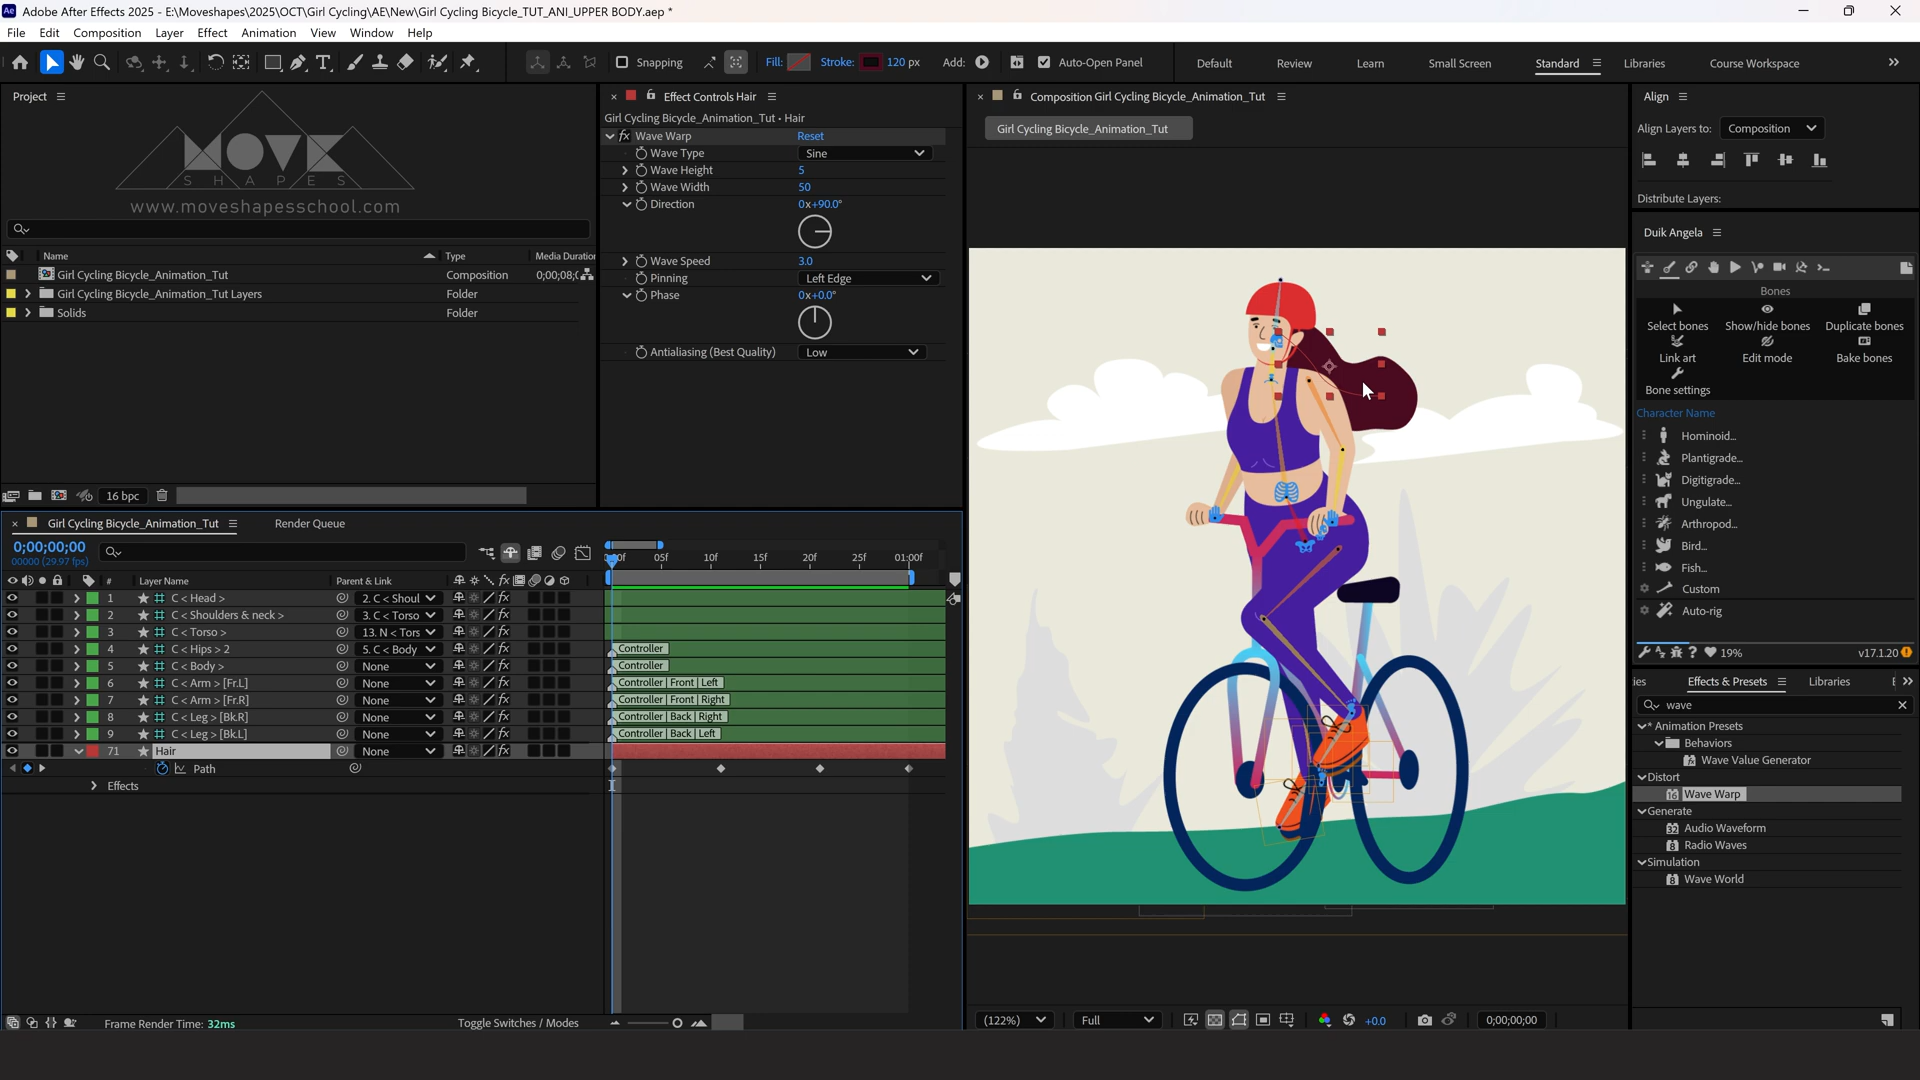 Ae Adobe After Effects 2025 - E:\Moveshapes\2025\OCT\Girl Cycling\AE\New\Girl Cycling Bicycle_TUT_ANI_UPPER BODY.aep *
File Edit Composition Layer Effect Animation View Window Help
Snapping Fill: Stroke: 120 px Add: Auto-Open Panel Default Review Learn Small Screen Standard Libraries Course Workspace
Project
MOVE
SHAPES
www.moveshapesschool.com
Name Type Media Duration
Girl Cycling Bicycle_Animation_Tut Composition 0;00;08;(
Girl Cycling Bicycle_Animation_Tut Layers Folder
Solids Folder
16 bpc
Effect Controls Hair
Girl Cycling Bicycle_Animation_Tut • Hair
fx Wave Warp Reset
Wave Type Sine
Wave Height 5
Wave Width 50
Direction 0x+90.0°
Wave Speed 3.0
Pinning Left Edge
Phase 0x+0.0°
Antialiasing (Best Quality) Low
Composition Girl Cycling Bicycle_Animation_Tut
Girl Cycling Bicycle_Animation_Tut
(122%) Full +0.0 0;00;00;00
Align
Align Layers to: Composition
Distribute Layers:
Duik Angela
Bones
Select bones Show/hide bones Duplicate bones
Link art Edit mode Bake bones
Bone settings
Character Name
Hominoid...
Plantigrade...
Digitigrade...
Ungulate...
Arthropod...
Bird...
Fish...
Custom
Auto-rig
19% v17.1.20
ies Effects & Presets Libraries
wave
* Animation Presets
Behaviors
Wave Value Generator
Distort
Wave Warp
Generate
Audio Waveform
Radio Waves
Simulation
Wave World
Girl Cycling Bicycle_Animation_Tut Render Queue
0;00;00;00
00000 (29.97 fps)
05f 10f 15f 20f 25f 01:00f
# Layer Name Parent & Link
1 C < Head > 2. C < Shoul
2 C < Shoulders & neck > 3. C < Torso
3 C < Torso > 13. N < Tors
4 C < Hips > 2 5. C < Body Controller
5 C < Body > None Controller
6 C < Arm > [Fr.L] None Controller | Front | Left
7 C < Arm > [Fr.R] None Controller | Front | Right
8 C < Leg > [Bk.R] None Controller | Back | Right
9 C < Leg > [Bk.L] None Controller | Back | Left
71 Hair None
Path
Effects
Frame Render Time: 32ms Toggle Switches / Modes